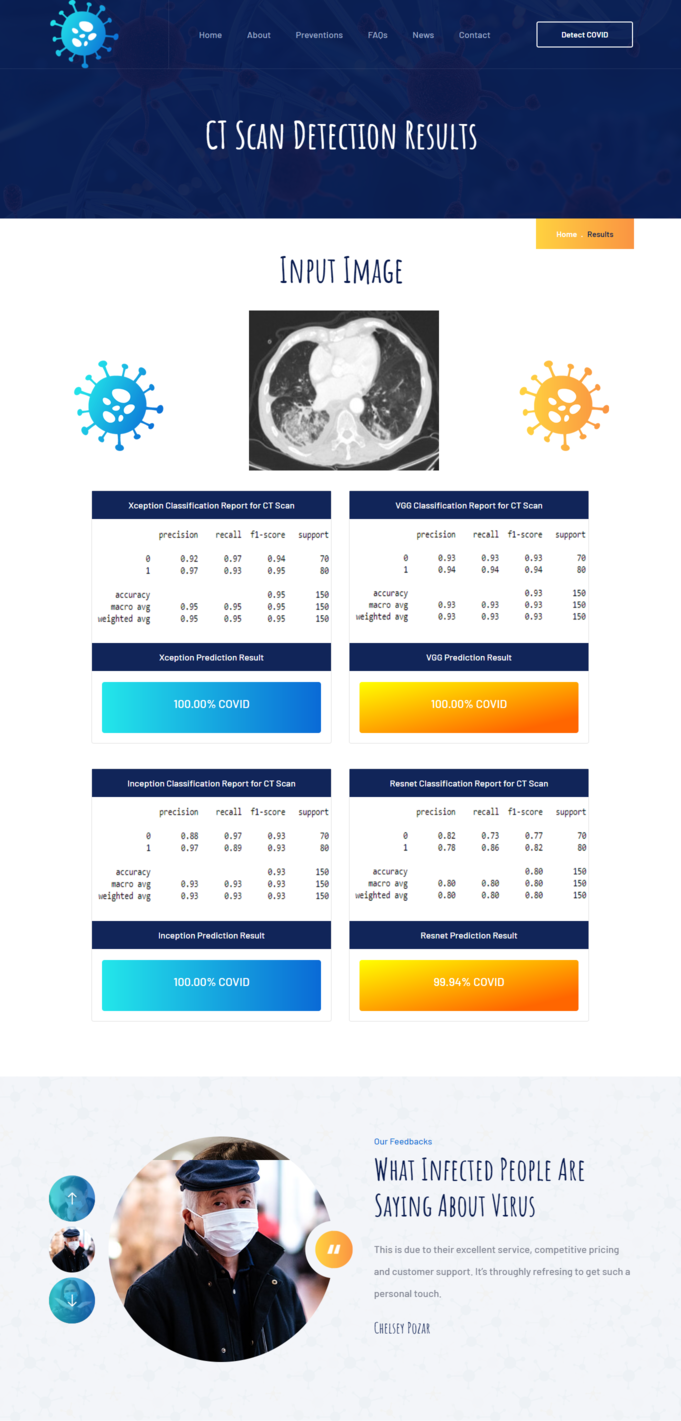 Home About Preventions FAQs News Contact Detect COVID
CT Scan Detection Results
Home . Results
Input Image
Xception Classification Report for CT Scan
precision recall f1-score support
0 0.92 0.97 0.94 70
1 0.97 0.93 0.95 80
accuracy 0.95 150
macro avg 0.95 0.95 0.95 150
weighted avg 0.95 0.95 0.95 150
Xception Prediction Result
100.00% COVID
VGG Classification Report for CT Scan
precision recall f1-score support
0 0.93 0.93 0.93 70
1 0.94 0.94 0.94 80
accuracy 0.93 150
macro avg 0.93 0.93 0.93 150
weighted avg 0.93 0.93 0.93 150
VGG Prediction Result
100.00% COVID
Inception Classification Report for CT Scan
precision recall f1-score support
0 0.88 0.97 0.93 70
1 0.97 0.89 0.93 80
accuracy 0.93 150
macro avg 0.93 0.93 0.93 150
weighted avg 0.93 0.93 0.93 150
Inception Prediction Result
100.00% COVID
Resnet Classification Report for CT Scan
precision recall f1-score support
0 0.82 0.73 0.77 70
1 0.78 0.86 0.82 80
accuracy 0.80 150
macro avg 0.80 0.80 0.80 150
weighted avg 0.80 0.80 0.80 150
Resnet Prediction Result
99.94% COVID
Our Feedbacks
What Infected People Are
Saying About Virus
This is due to their excellent service, competitive pricing
and customer support. It's throughly refresing to get such a
personal touch.
Chelsey Pozar